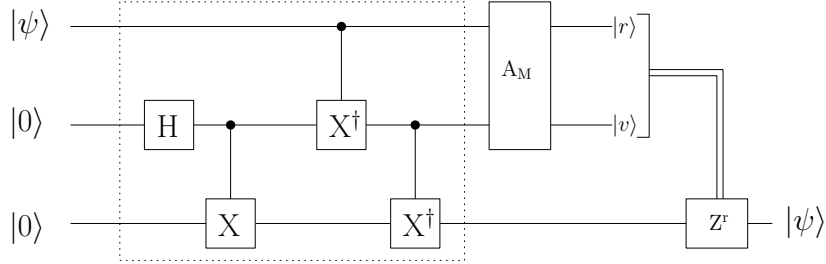 |ψ⟩ |r⟩
A_M
|0⟩ H X† |v⟩
|0⟩ X X† Z^r |ψ⟩